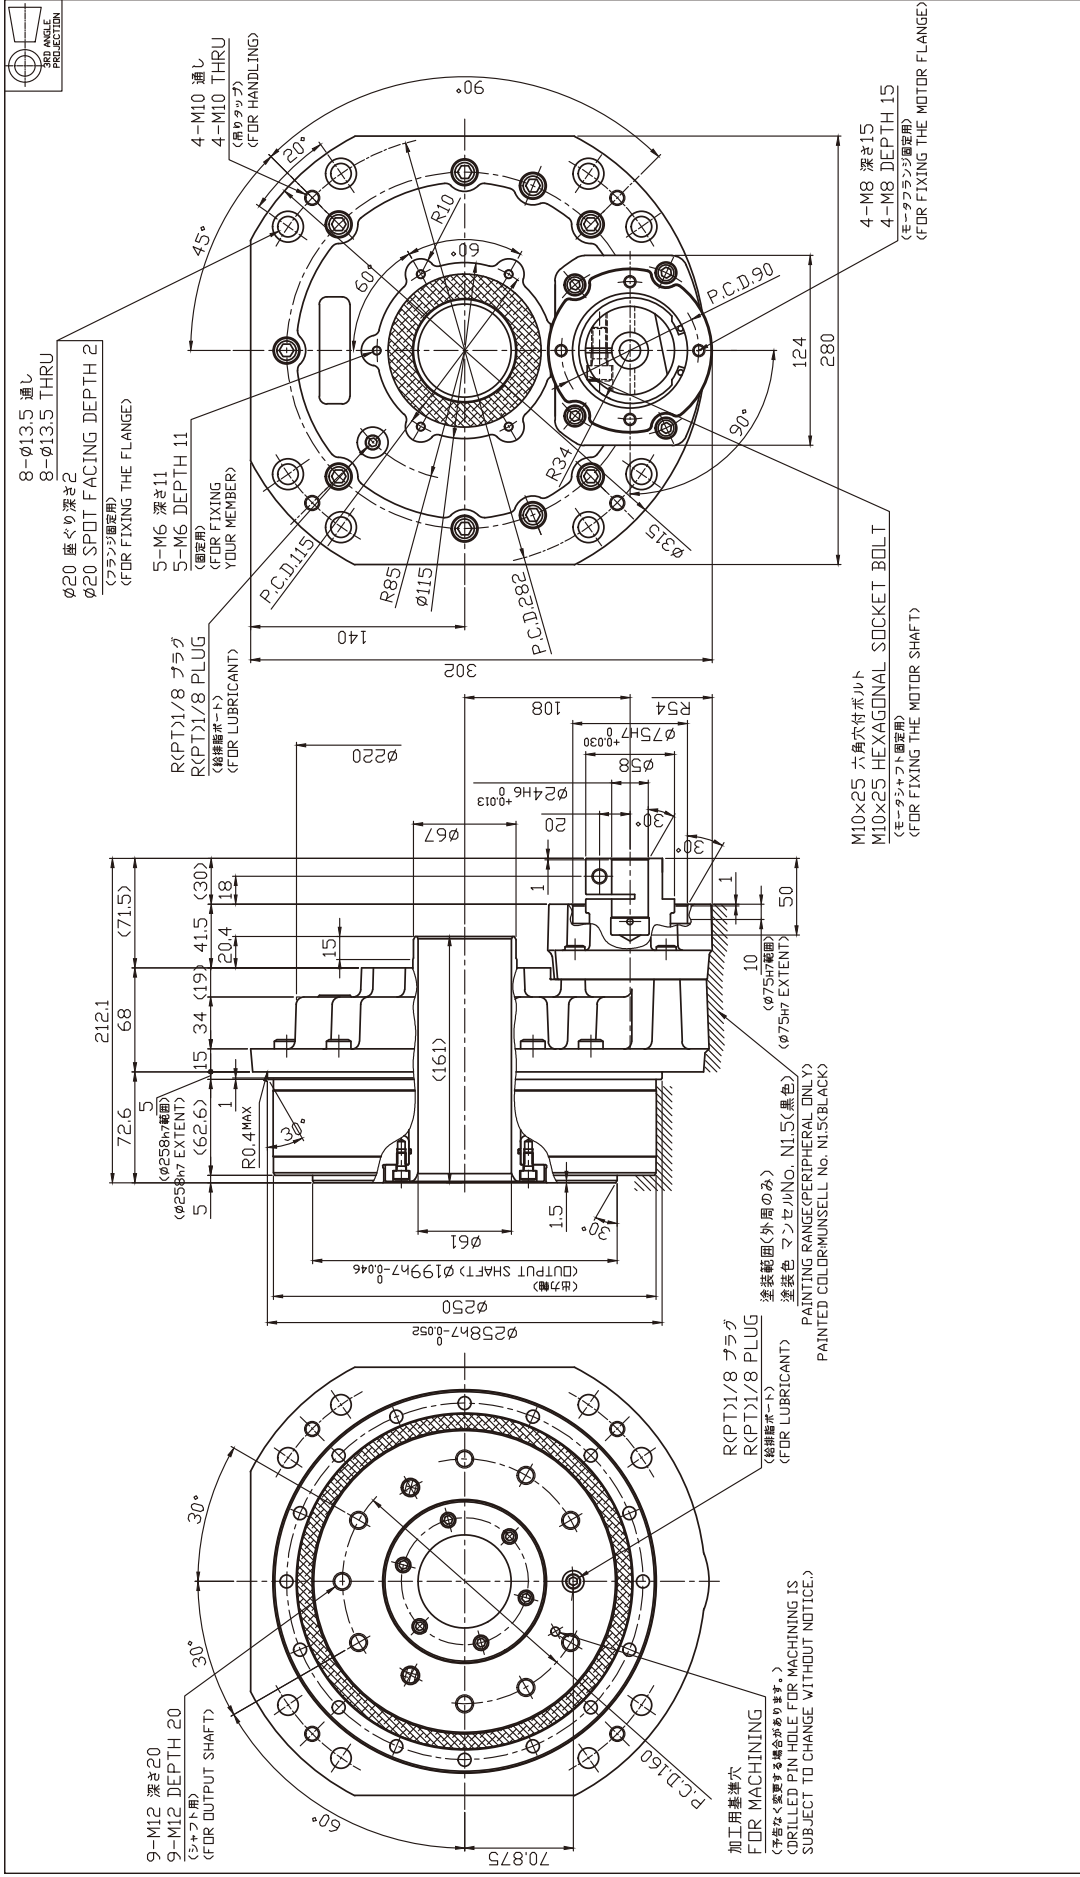 3RD ANGLE
PROJECTION
9-M12 深さ20
9-M12 DEPTH 20
(シャフト用)
(FOR OUTPUT SHAFT)
30°
30°
60°
70.875
P.C.D.160
加工用基準穴
FOR MACHINING
(予告なく変更する場合があります。)
(DRILLED PIN HOLE FOR MACHINING IS
SUBJECT TO CHANGE WITHOUT NOTICE.)
R(PT)1/8 プラグ
R(PT)1/8 PLUG
(給排脂ポート)
(FOR LUBRICANT)
212.1
72.6
68
(71.5)
5
(Ø258h7範囲)
(Ø258h7 EXTENT)
5
(62.6)
15
34
(19)
41.5
(30)
1
20.4
18
R0.4MAX
30°
15
(161)
Ø258h7 0 -0.052
Ø250
(出力軸)
(OUTPUT SHAFT) Ø199h7 0 -0.046
Ø61
1.5
30°
Ø67
Ø220
1
20
Ø24H6 +0.013 0
30°
Ø58
Ø75H7 +0.030 0
30°
108
R54
1
50
10
(Ø75H7範囲)
(Ø75H7 EXTENT)
塗装範囲(外周のみ)
塗装色 マンセルNo. N1.5(黒色)
PAINTING RANGE(PERIPHERAL ONLY)
PAINTED COLOR:MUNSELL No. N1.5(BLACK)
8-Ø13.5 通し
8-Ø13.5 THRU
Ø20 座ぐり深さ2
Ø20 SPOT FACING DEPTH 2
(フランジ固定用)
(FOR FIXING THE FLANGE)
5-M6 深さ11
5-M6 DEPTH 11
(固定用)
(FOR FIXING
YOUR MEMBER)
R(PT)1/8 プラグ
R(PT)1/8 PLUG
(給排脂ポート)
(FOR LUBRICANT)
4-M10 通し
4-M10 THRU
(吊りタップ)
(FOR HANDLING)
45°
20°
90°
60°
60°
R10
P.C.D.115
R85
Ø115
P.C.D.282
R34
Ø315
P.C.D.90
90°
140
302
124
280
4-M8 深さ15
4-M8 DEPTH 15
(モータフランジ固定用)
(FOR FIXING THE MOTOR FLANGE)
M10x25 六角穴付ボルト
M10x25 HEXAGONAL SOCKET BOLT
(モータシャフト固定用)
(FOR FIXING THE MOTOR SHAFT)